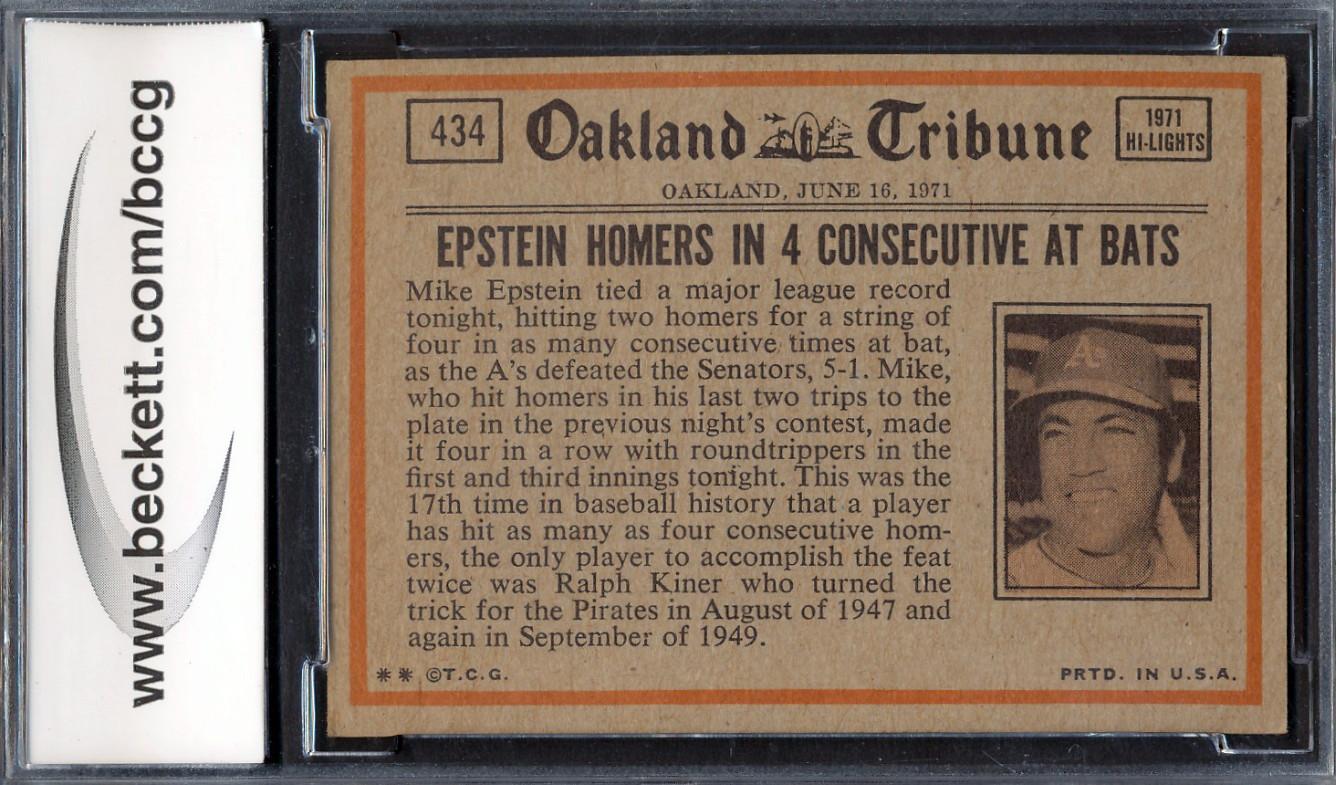 www.beckett.com/bccg
434
Oakland Tribune
1971
HI-LIGHTS
OAKLAND, JUNE 16, 1971
EPSTEIN HOMERS IN 4 CONSECUTIVE AT BATS
Mike Epstein tied a major league record
tonight, hitting two homers for a string of
four in as many consecutive times at bat,
as the A's defeated the Senators, 5-1. Mike,
who hit homers in his last two trips to the
plate in the previous night's contest, made
it four in a row with roundtrippers in the
first and third innings tonight. This was the
17th time in baseball history that a player
has hit as many as four consecutive hom-
ers, the only player to accomplish the feat
twice was Ralph Kiner who turned the
trick for the Pirates in August of 1947 and
again in September of 1949.
A's
** ©T.C.G.
PRTD. IN U.S.A.